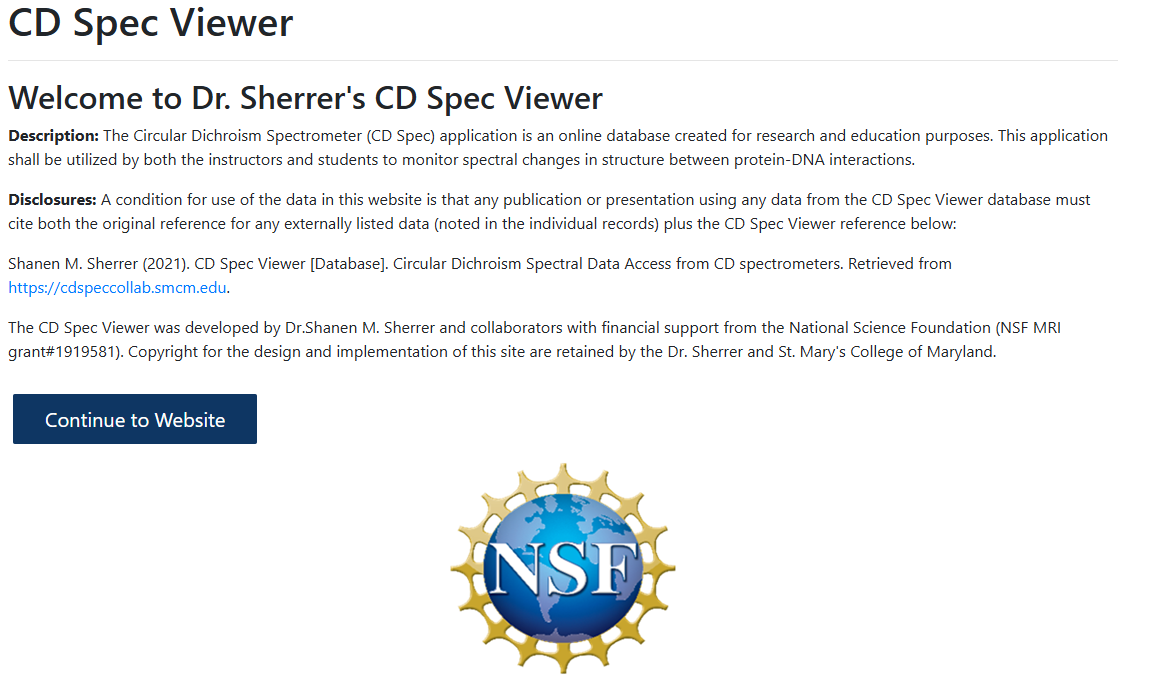 CD Spec Viewer
Welcome to Dr. Sherrer's CD Spec Viewer
Description: The Circular Dichroism Spectrometer (CD Spec) application is an online database created for research and education purposes. This application
shall be utilized by both the instructors and students to monitor spectral changes in structure between protein-DNA interactions.
Disclosures: A condition for use of the data in this website is that any publication or presentation using any data from the CD Spec Viewer database must
cite both the original reference for any externally listed data (noted in the individual records) plus the CD Spec Viewer reference below:
Shanen M. Sherrer (2021). CD Spec Viewer [Database]. Circular Dichroism Spectral Data Access from CD spectrometers. Retrieved from
https://cdspeccollab.smcm.edu.
The CD Spec Viewer was developed by Dr.Shanen M. Sherrer and collaborators with financial support from the National Science Foundation (NSF MRI
grant#1919581). Copyright for the design and implementation of this site are retained by the Dr. Sherrer and St. Mary's College of Maryland.
Continue to Website
NSF